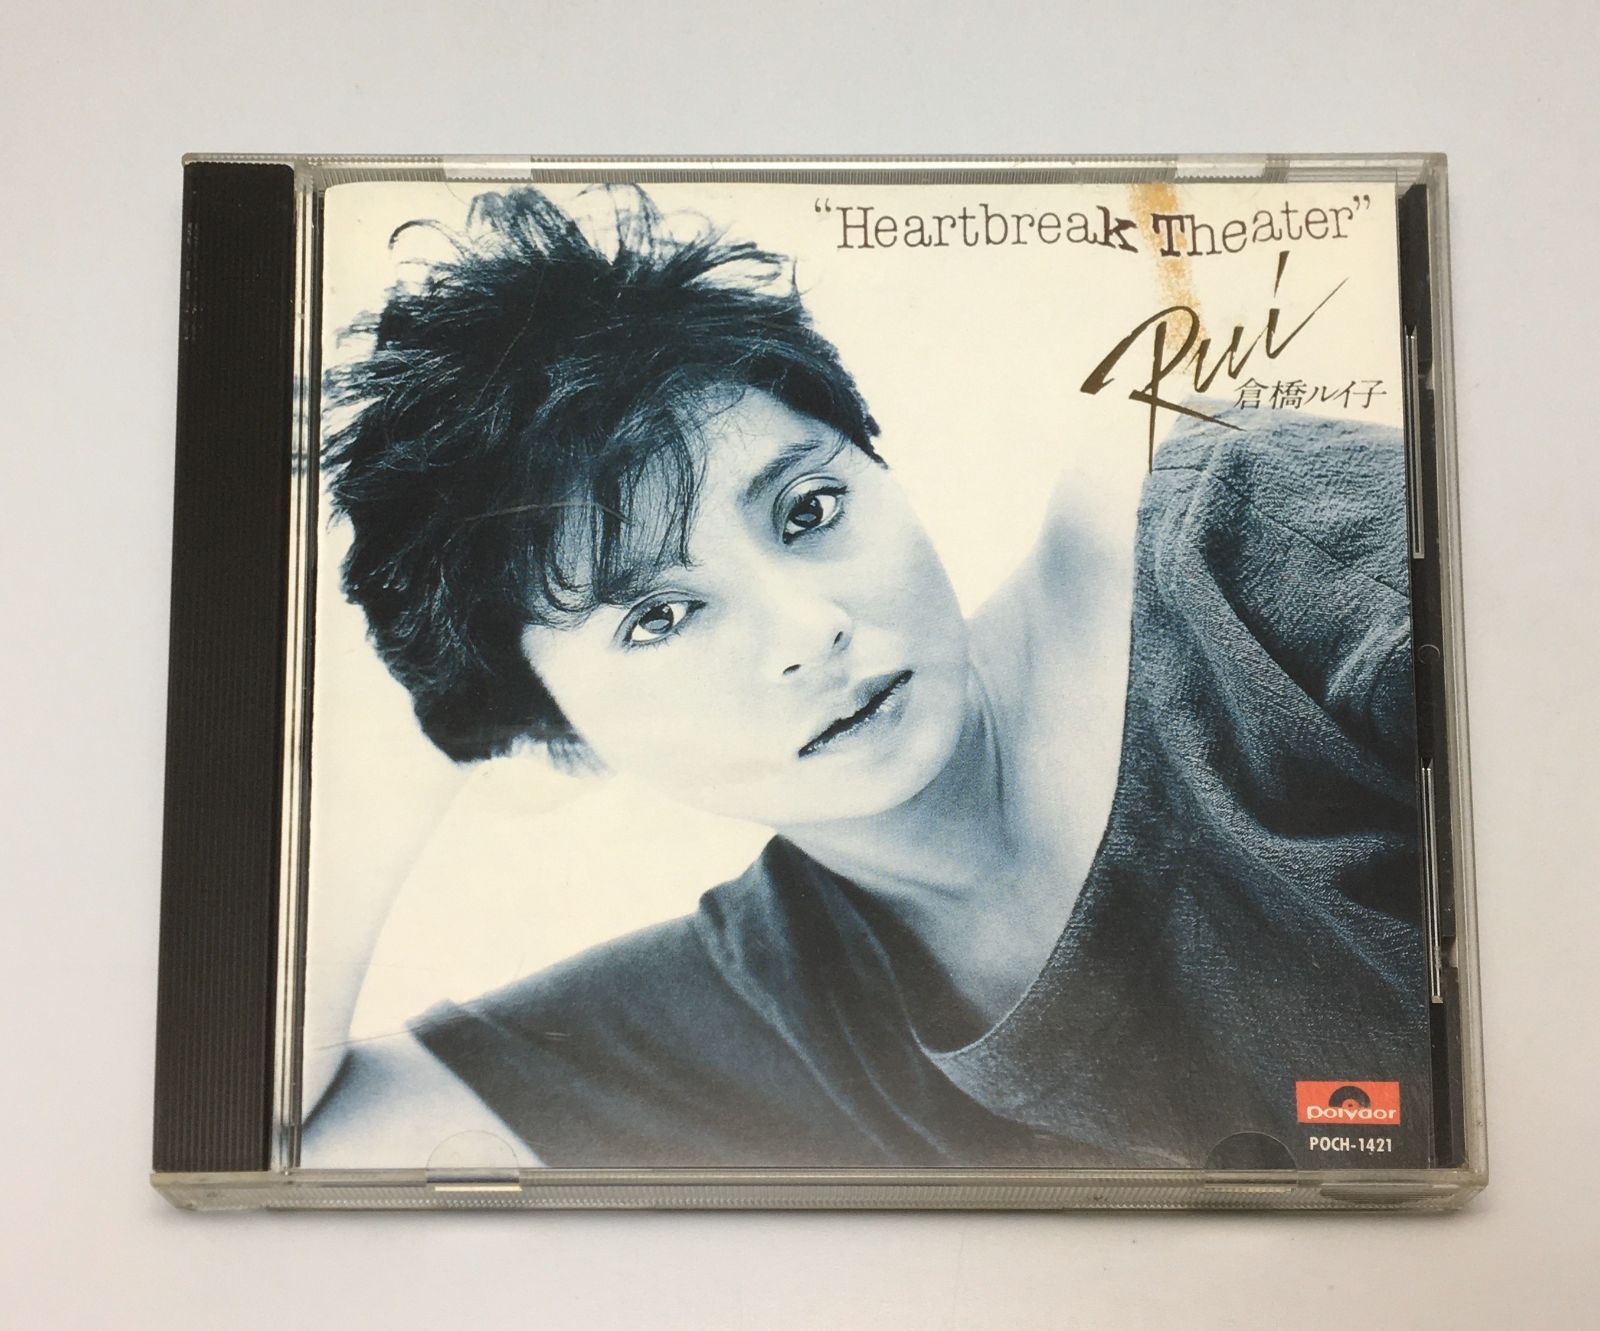 “Heartbreak Theater”
Rui
倉橋ルイ子
polydor
POCH-1421